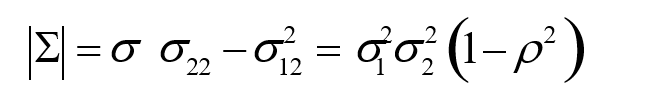 |Σ| = σ σ₂₂ − σ₁₂² = σ₁²σ₂² (1 − ρ²)